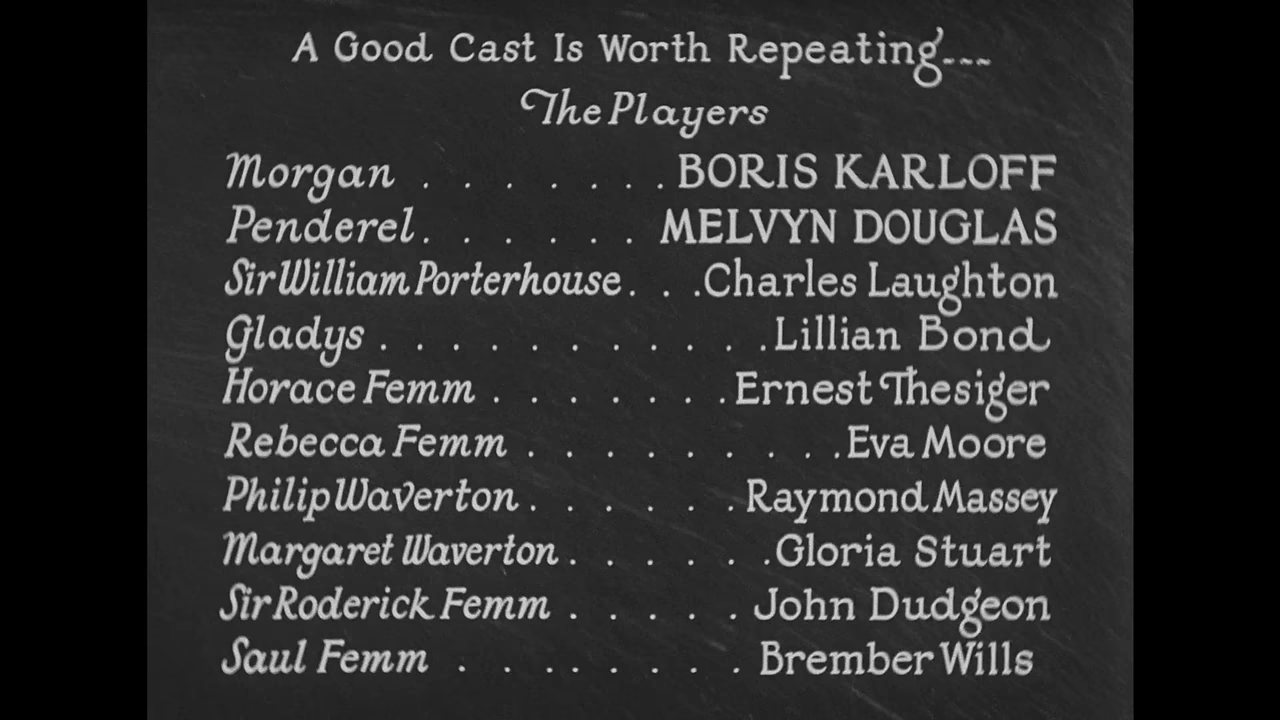 A Good Cast Is Worth Repeating---
The Players
Morgan . . . . . . . BORIS KARLOFF
Penderel . . . . . . MELVYN DOUGLAS
Sir William Porterhouse . . . Charles Laughton
Gladys . . . . . . . . . . . Lillian Bond
Horace Femm . . . . . . . Ernest Thesiger
Rebecca Femm . . . . . . . . . Eva Moore
Philip Waverton . . . . . . Raymond Massey
Margaret Waverton . . . . . . Gloria Stuart
Sir Roderick Femm . . . . . John Dudgeon
Saul Femm . . . . . . . . Brember Wills